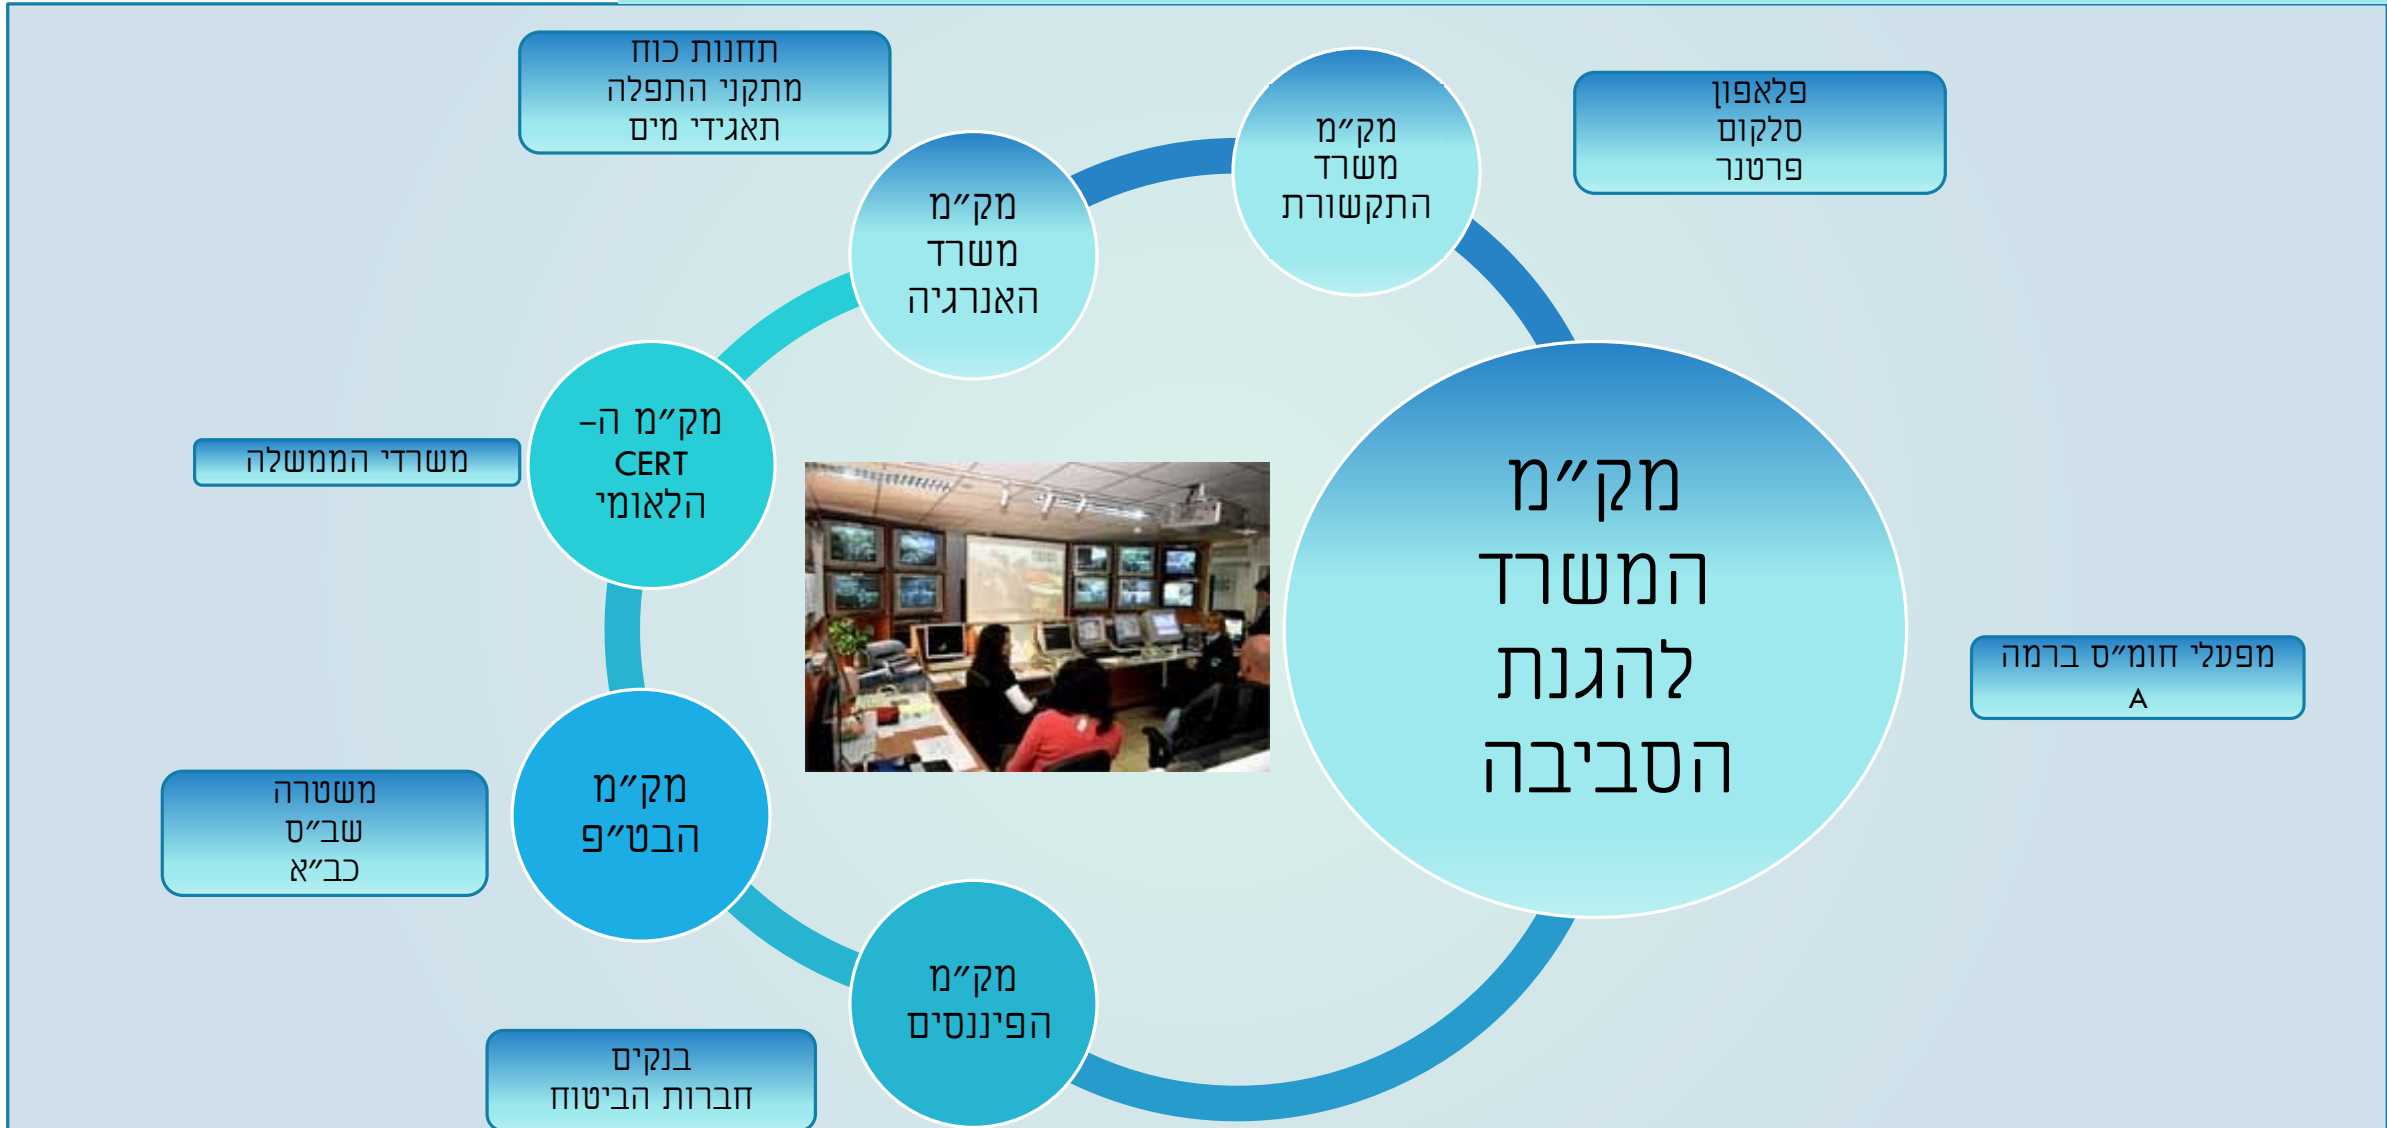 תחנות כוח
מתקני התפלה
תאגידי מים
פלאפון
סלקום
פרטנר
מק״מ
משרד
התקשורת
מק״מ
משרד
האנרגיה
מק״מ ה-
CERT
הלאומי
משרדי הממשלה
מק״מ
המשרד
להגנת
הסביבה
מפעלי חומ״ס ברמה
A
משטרה
שב״ס
כב״א
מק״מ
הבט״פ
מק״מ
הפיננסים
בנקים
חברות הביטוח